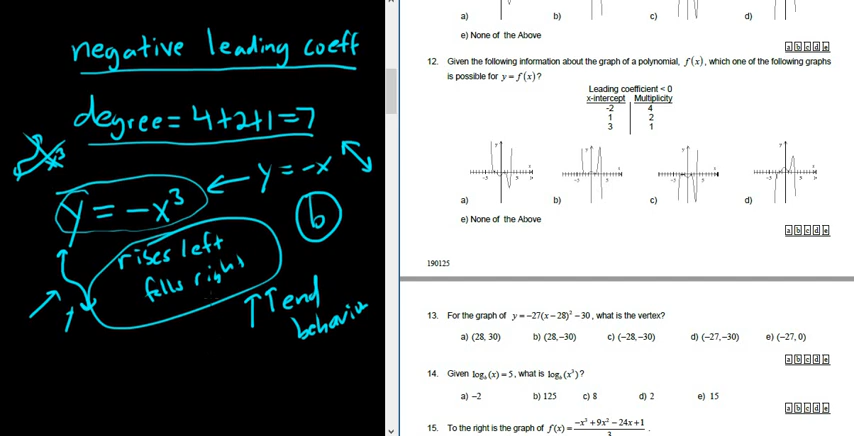 negative leading coeff
degree = 4+2+1=7
y = -x³ ← y = -x
b
rises left
falls right
end
behavior
a) b) c) d)
e) None of the Above
a b c d e
12. Given the following information about the graph of a polynomial, f(x), which one of the following graphs
is possible for y = f(x)?
Leading coefficient < 0
x-intercept Multiplicity
-2 4
1 2
3 1
a) b) c) d)
e) None of the Above
a b c d e
190125
13. For the graph of y = -27(x - 28)² - 30, what is the vertex?
a) (28, 30) b) (28, -30) c) (-28, -30) d) (-27, -30) e) (-27, 0)
a b c d e
14. Given log_b(x) = 5, what is log_b(x³)?
a) -2 b) 125 c) 8 d) 2 e) 15
a b c d e
15. To the right is the graph of f(x) = (-x³ + 9x² - 24x + 1)/3 .